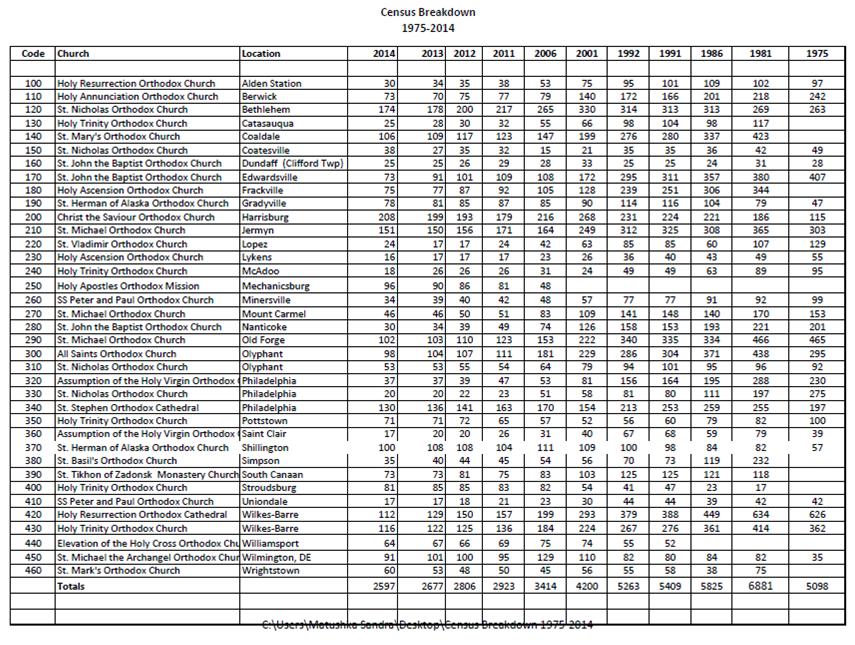 Census Breakdown
1975-2014
Code Church Location 2014 2013 2012 2011 2006 2001 1992 1991 1986 1981 1975
100 Holy Resurrection Orthodox Church Alden Station 30 34 35 38 53 75 95 101 109 102 97
110 Holy Annunciation Orthodox Church Berwick 73 70 75 77 79 140 172 166 201 218 242
120 St. Nicholas Orthodox Church Bethlehem 174 178 200 217 265 330 314 313 313 269 263
130 Holy Trinity Orthodox Church Catasauqua 25 28 30 32 55 66 98 104 98 117
140 St. Mary's Orthodox Church Coaldale 106 109 117 123 147 199 276 280 337 423
150 St. Nicholas Orthodox Church Coatesville 38 27 35 32 15 21 35 35 36 42 49
160 St. John the Baptist Orthodox Church Dundaff (Clifford Twp) 25 25 26 29 28 33 25 25 24 31 28
170 St. John the Baptist Orthodox Church Edwardsville 73 91 101 109 108 172 295 311 357 380 407
180 Holy Ascension Orthodox Church Frackville 75 77 87 92 105 128 239 251 306 344
190 St. Herman of Alaska Orthodox Church Gradyville 78 81 85 87 85 90 114 116 104 79 47
200 Christ the Saviour Orthodox Church Harrisburg 208 199 193 179 216 268 231 224 221 186 115
210 St. Michael Orthodox Church Jermyn 151 150 156 171 164 249 312 325 308 365 303
220 St. Vladimir Orthodox Church Lopez 24 17 17 24 42 63 85 85 60 107 129
230 Holy Ascension Orthodox Church Lykens 16 17 17 17 23 26 36 40 43 49 55
240 Holy Trinity Orthodox Church McAdoo 18 26 26 26 31 24 49 49 63 89 95
250 Holy Apostles Orthodox Mission Mechanicsburg 96 90 86 81 48
260 SS Peter and Paul Orthodox Church Minersville 34 39 40 42 48 57 77 77 91 92 99
270 St. Michael Orthodox Church Mount Carmel 46 46 50 51 83 109 141 148 140 170 153
280 St. John the Baptist Orthodox Church Nanticoke 30 34 39 49 74 126 158 153 193 221 201
290 St. Michael Orthodox Church Old Forge 102 103 110 123 153 222 340 335 334 466 465
300 All Saints Orthodox Church Olyphant 98 104 107 111 181 229 286 304 371 438 295
310 St. Nicholas Orthodox Church Olyphant 53 53 55 54 64 79 94 101 95 96 92
320 Assumption of the Holy Virgin Orthodox Philadelphia 37 37 39 47 53 81 156 164 195 288 230
330 St. Nicholas Orthodox Church Philadelphia 20 20 22 23 51 58 81 80 111 197 275
340 St. Stephen Orthodox Cathedral Philadelphia 130 136 141 163 170 154 213 253 259 255 197
350 Holy Trinity Orthodox Church Pottstown 71 71 72 65 57 52 56 60 79 82 100
360 Assumption of the Holy Virgin Orthodox Saint Clair 17 20 20 26 31 40 67 68 59 79 39
370 St. Herman of Alaska Orthodox Church Shillington 100 108 108 104 111 109 100 98 84 82 57
380 St. Basil's Orthodox Church Simpson 35 40 44 45 54 56 70 73 119 232
390 St. Tikhon of Zadonsk Monastery Church South Canaan 73 73 81 75 83 103 125 125 121 118
400 Holy Trinity Orthodox Church Stroudsburg 81 85 85 83 82 54 41 47 23 17
410 SS Peter and Paul Orthodox Church Uniondale 17 17 18 21 23 30 44 44 39 42 42
420 Holy Resurrection Orthodox Cathedral Wilkes-Barre 112 129 150 157 199 293 379 388 449 634 626
430 Holy Trinity Orthodox Church Wilkes-Barre 116 122 125 136 184 224 267 276 361 414 362
440 Elevation of the Holy Cross Orthodox Chu Williamsport 64 67 66 69 75 74 55 52
450 St. Michael the Archangel Orthodox Chur Wilmington, DE 91 101 100 95 129 110 82 80 84 82 35
460 St. Mark's Orthodox Church Wrightstown 60 53 48 50 45 56 55 58 38 75
Totals 2597 2677 2806 2923 3414 4200 5263 5409 5825 6881 5098
C:\Users\Matushka Sandra\Desktop\Census Breakdown 1975-2014